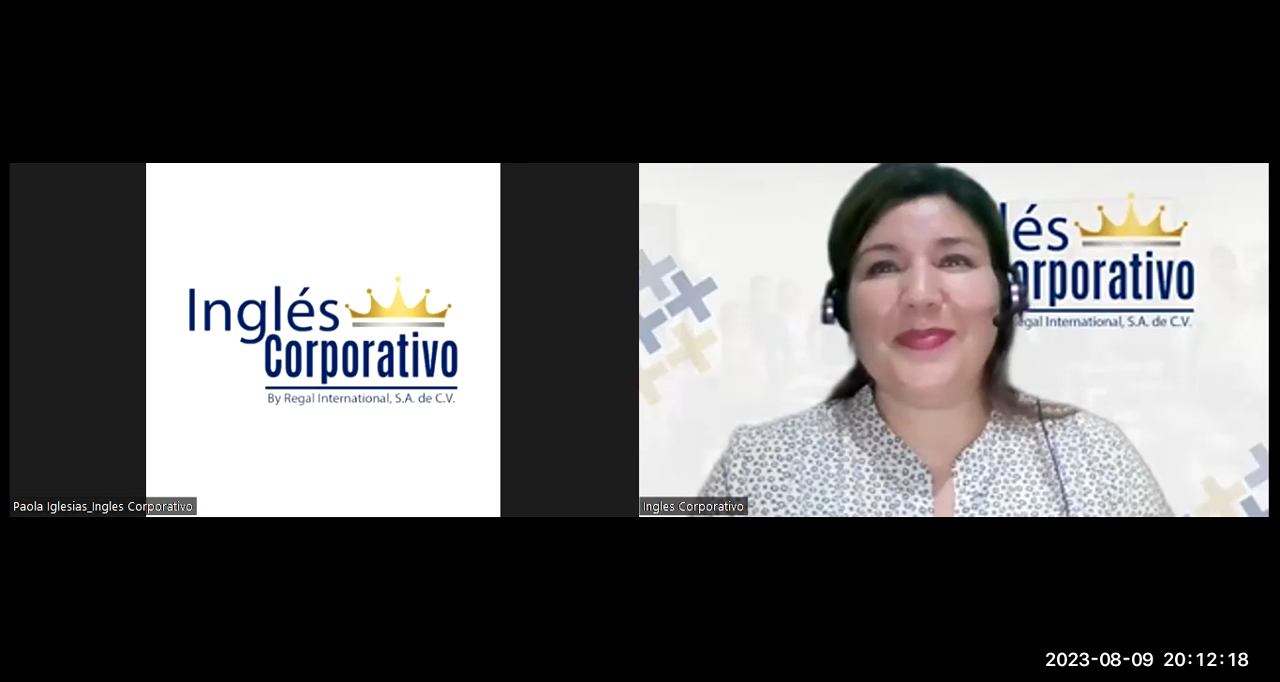 Inglés
Corporativo
By Regal International, S.A. de C.V.
Paola Iglesias_Ingles Corporativo
lés
orporativo
egal International, S.A. de C.V.
Ingles Corporativo
2023-08-09 20:12:18